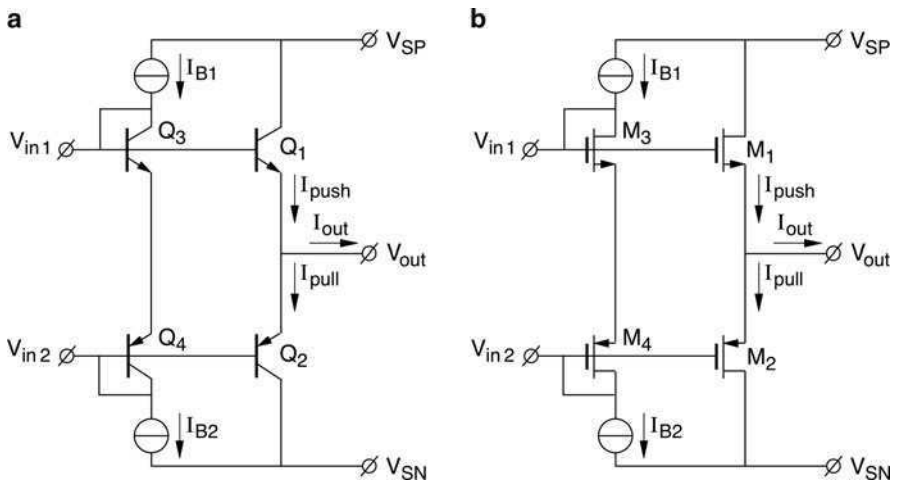 a
V_SP
I_B1
Q_3
V_in 1
Q_1
I_push
I_out
V_out
I_pull
Q_4
V_in 2
Q_2
I_B2
V_SN
b
V_SP
I_B1
M_3
V_in 1
M_1
I_push
I_out
V_out
I_pull
M_4
V_in 2
M_2
I_B2
V_SN